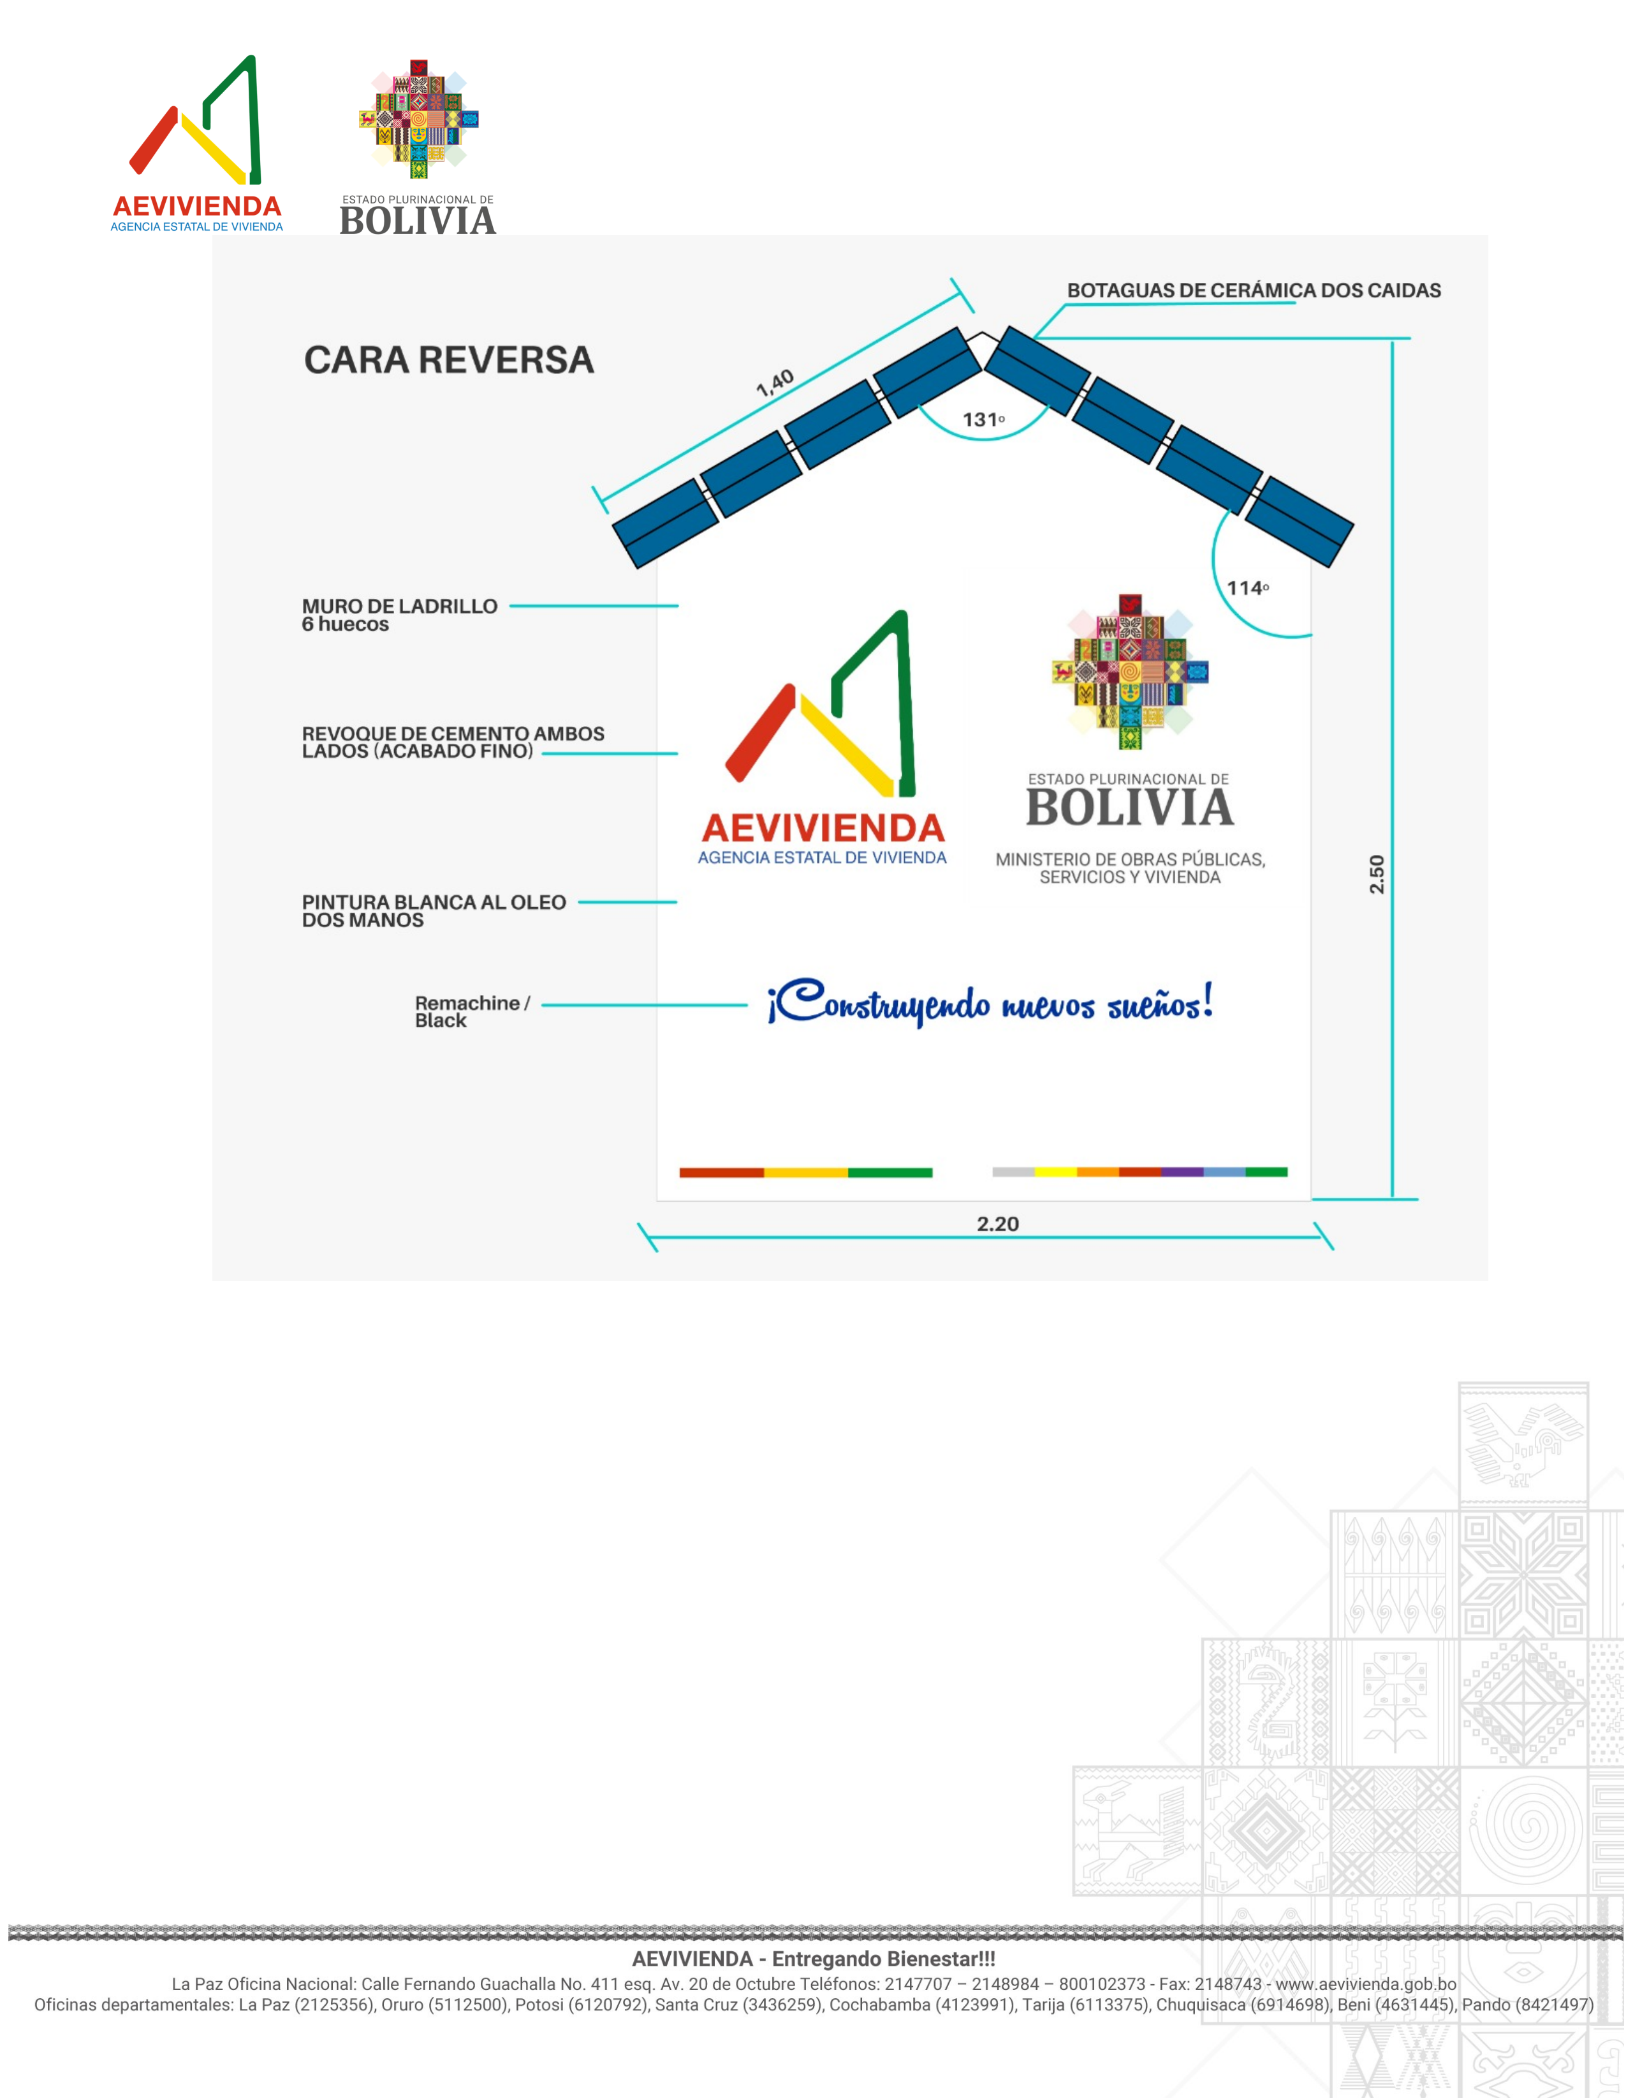 AEVIVIENDA
AGENCIA ESTATAL DE VIVIENDA
ESTADO PLURINACIONAL DE
BOLIVIA
BOTAGUAS DE CERÁMICA DOS CAIDAS
CARA REVERSA
1,40
131º
114º
MURO DE LADRILLO
6 huecos
REVOQUE DE CEMENTO AMBOS
LADOS (ACABADO FINO)
AEVIVIENDA
AGENCIA ESTATAL DE VIVIENDA
ESTADO PLURINACIONAL DE
BOLIVIA
MINISTERIO DE OBRAS PÚBLICAS,
SERVICIOS Y VIVIENDA
2.50
PINTURA BLANCA AL OLEO
DOS MANOS
Remachine /
Black
¡Construyendo nuevos sueños!
2.20
AEVIVIENDA - Entregando Bienestar!!!
La Paz Oficina Nacional: Calle Fernando Guachalla No. 411 esq. Av. 20 de Octubre Teléfonos: 2147707 – 2148984 – 800102373 - Fax: 2148743 - www.aevivienda.gob.bo
Oficinas departamentales: La Paz (2125356), Oruro (5112500), Potosi (6120792), Santa Cruz (3436259), Cochabamba (4123991), Tarija (6113375), Chuquisaca (6914698), Beni (4631445), Pando (8421497)